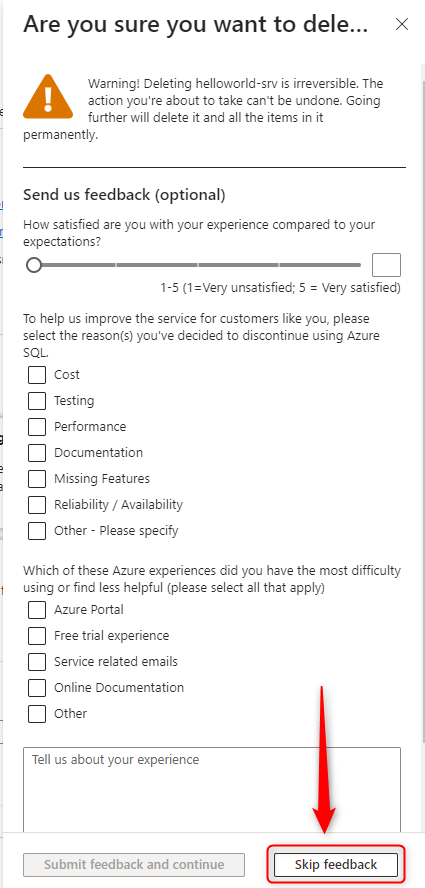 Are you sure you want to dele...
Warning! Deleting helloworld-srv is irreversible. The
action you're about to take can't be undone. Going
further will delete it and all the items in it
permanently.
Send us feedback (optional)
How satisfied are you with your experience compared to your
expectations?
1-5 (1=Very unsatisfied; 5 = Very satisfied)
To help us improve the service for customers like you, please
select the reason(s) you've decided to discontinue using Azure
SQL.
Cost
Testing
Performance
Documentation
Missing Features
Reliability / Availability
Other - Please specify
Which of these Azure experiences did you have the most difficulty
using or find less helpful (please select all that apply)
Azure Portal
Free trial experience
Service related emails
Online Documentation
Other
Tell us about your experience
Submit feedback and continue
Skip feedback